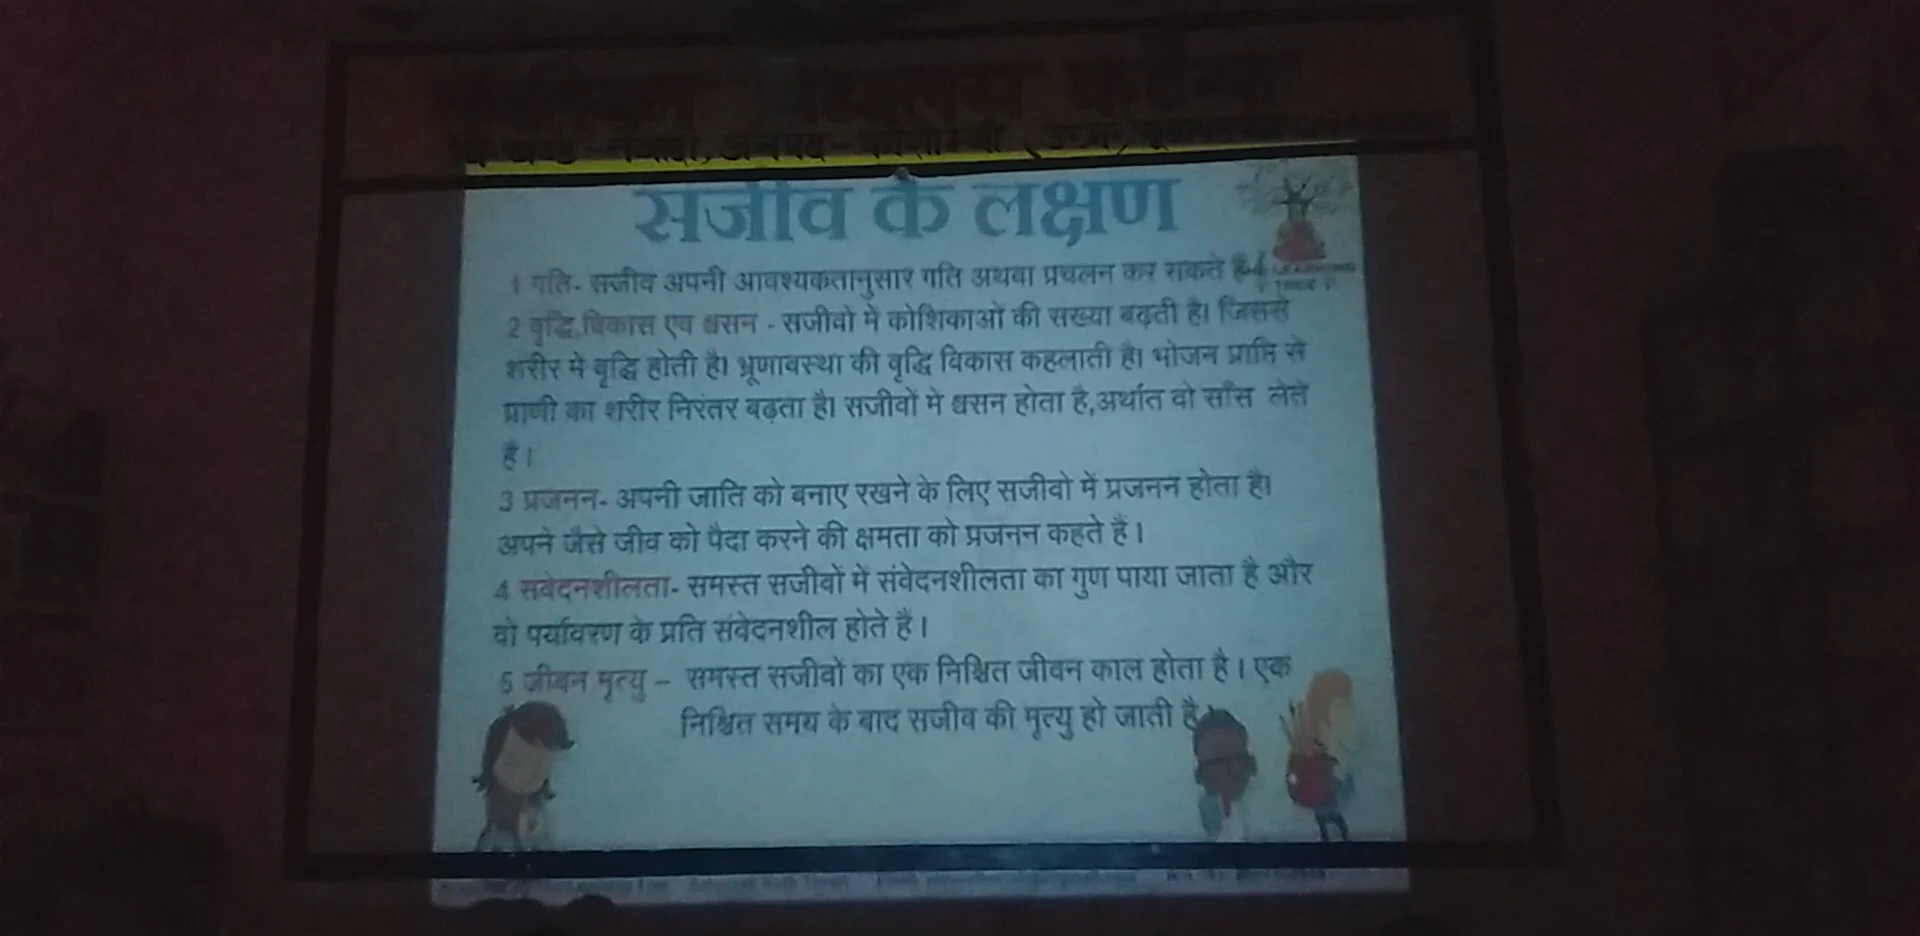 जनपद - कौशाम्बी (उ.प्र.)
सजीव के लक्षण
1 गति- सजीव अपनी आवश्यकतानुसार गति अथवा प्रचलन कर सकते हैं।
LEARNING
TREE
2 वृद्धि,विकास एव श्वसन - सजीवो में कोशिकाओं की संख्या बढ़ती है। जिससे
शरीर मे वृद्धि होती है। भ्रूणावस्था की वृद्धि विकास कहलाती है। भोजन प्राप्ति से
प्राणी का शरीर निरंतर बढ़ता है। सजीवों में श्वसन होता है,अर्थात वो साँस लेते
हैं ।
3 प्रजनन- अपनी जाति को बनाए रखने के लिए सजीवो में प्रजनन होता है।
अपने जैसे जीव को पैदा करने की क्षमता को प्रजनन कहते हैं ।
4 संवेदनशीलता- समस्त सजीवों में संवेदनशीलता का गुण पाया जाता है और
वो पर्यावरण के प्रति संवेदनशील होते हैं ।
5 जीवन मृत्यु – समस्त सजीवों का एक निश्चित जीवन काल होता है । एक
निश्चित समय के बाद सजीव की मृत्यु हो जाती है